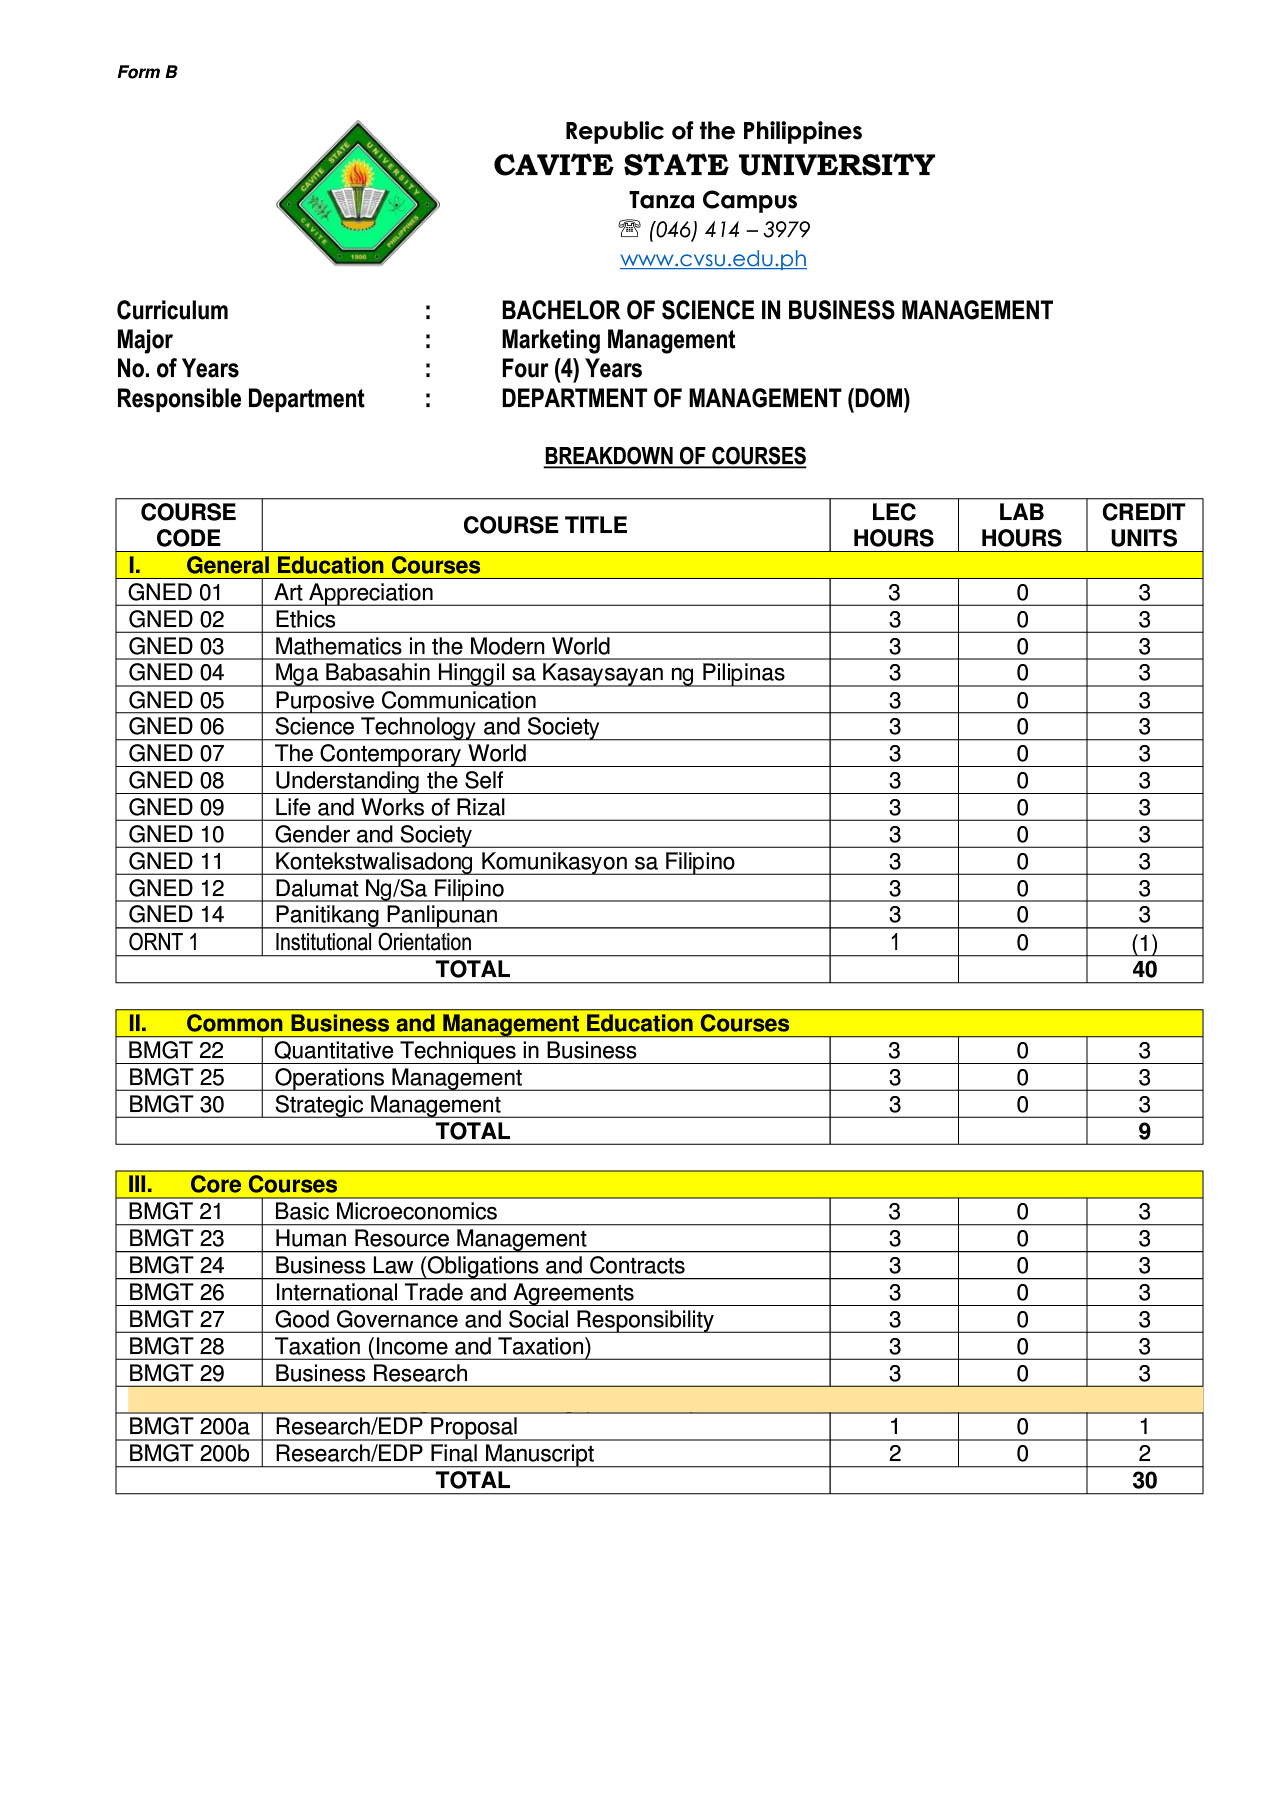 Form B
Republic of the Philippines
CAVITE STATE UNIVERSITY
Tanza Campus
(046) 414 – 3979
www.cvsu.edu.ph
CAVITE STATE UNIVERSITY
CAVITE PHILIPPINES
1906
Curriculum : BACHELOR OF SCIENCE IN BUSINESS MANAGEMENT
Major : Marketing Management
No. of Years : Four (4) Years
Responsible Department : DEPARTMENT OF MANAGEMENT (DOM)
BREAKDOWN OF COURSES
COURSE CODE COURSE TITLE LEC HOURS LAB HOURS CREDIT UNITS
I. General Education Courses
GNED 01 Art Appreciation 3 0 3
GNED 02 Ethics 3 0 3
GNED 03 Mathematics in the Modern World 3 0 3
GNED 04 Mga Babasahin Hinggil sa Kasaysayan ng Pilipinas 3 0 3
GNED 05 Purposive Communication 3 0 3
GNED 06 Science Technology and Society 3 0 3
GNED 07 The Contemporary World 3 0 3
GNED 08 Understanding the Self 3 0 3
GNED 09 Life and Works of Rizal 3 0 3
GNED 10 Gender and Society 3 0 3
GNED 11 Kontekstwalisadong Komunikasyon sa Filipino 3 0 3
GNED 12 Dalumat Ng/Sa Filipino 3 0 3
GNED 14 Panitikang Panlipunan 3 0 3
ORNT 1 Institutional Orientation 1 0 (1)
TOTAL 40
II. Common Business and Management Education Courses
BMGT 22 Quantitative Techniques in Business 3 0 3
BMGT 25 Operations Management 3 0 3
BMGT 30 Strategic Management 3 0 3
TOTAL 9
III. Core Courses
BMGT 21 Basic Microeconomics 3 0 3
BMGT 23 Human Resource Management 3 0 3
BMGT 24 Business Law (Obligations and Contracts 3 0 3
BMGT 26 International Trade and Agreements 3 0 3
BMGT 27 Good Governance and Social Responsibility 3 0 3
BMGT 28 Taxation (Income and Taxation) 3 0 3
BMGT 29 Business Research 3 0 3
BMGT 200a Research/EDP Proposal 1 0 1
BMGT 200b Research/EDP Final Manuscript 2 0 2
TOTAL 30